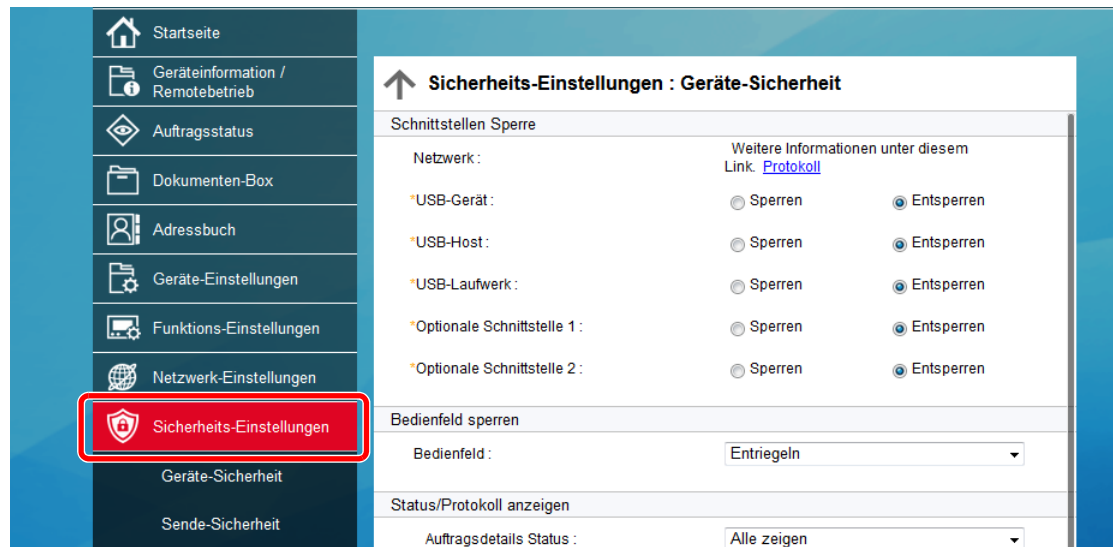 Startseite
Geräteinformation /
Remotebetrieb
Auftragsstatus
Dokumenten-Box
Adressbuch
Geräte-Einstellungen
Funktions-Einstellungen
Netzwerk-Einstellungen
Sicherheits-Einstellungen
Geräte-Sicherheit
Sende-Sicherheit
Sicherheits-Einstellungen : Geräte-Sicherheit
Schnittstellen Sperre
Netzwerk : Weitere Informationen unter diesem
Link. Protokoll
*USB-Gerät : Sperren Entsperren
*USB-Host : Sperren Entsperren
*USB-Laufwerk : Sperren Entsperren
*Optionale Schnittstelle 1 : Sperren Entsperren
*Optionale Schnittstelle 2 : Sperren Entsperren
Bedienfeld sperren
Bedienfeld : Entriegeln
Status/Protokoll anzeigen
Auftragsdetails Status : Alle zeigen